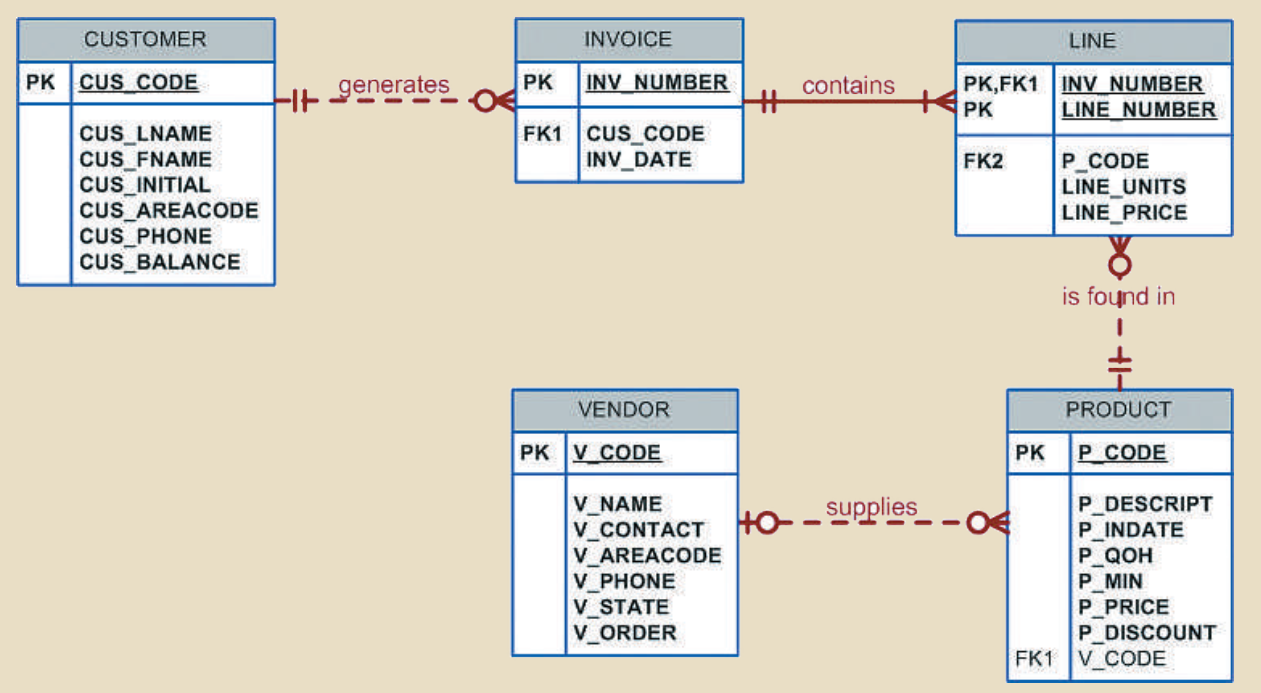 CUSTOMER
PK CUS_CODE
CUS_LNAME
CUS_FNAME
CUS_INITIAL
CUS_AREACODE
CUS_PHONE
CUS_BALANCE
generates
INVOICE
PK INV_NUMBER
FK1 CUS_CODE
INV_DATE
contains
LINE
PK,FK1 INV_NUMBER
PK LINE_NUMBER
FK2 P_CODE
LINE_UNITS
LINE_PRICE
is found in
VENDOR
PK V_CODE
V_NAME
V_CONTACT
V_AREACODE
V_PHONE
V_STATE
V_ORDER
supplies
PRODUCT
PK P_CODE
P_DESCRIPT
P_INDATE
P_QOH
P_MIN
P_PRICE
P_DISCOUNT
FK1 V_CODE